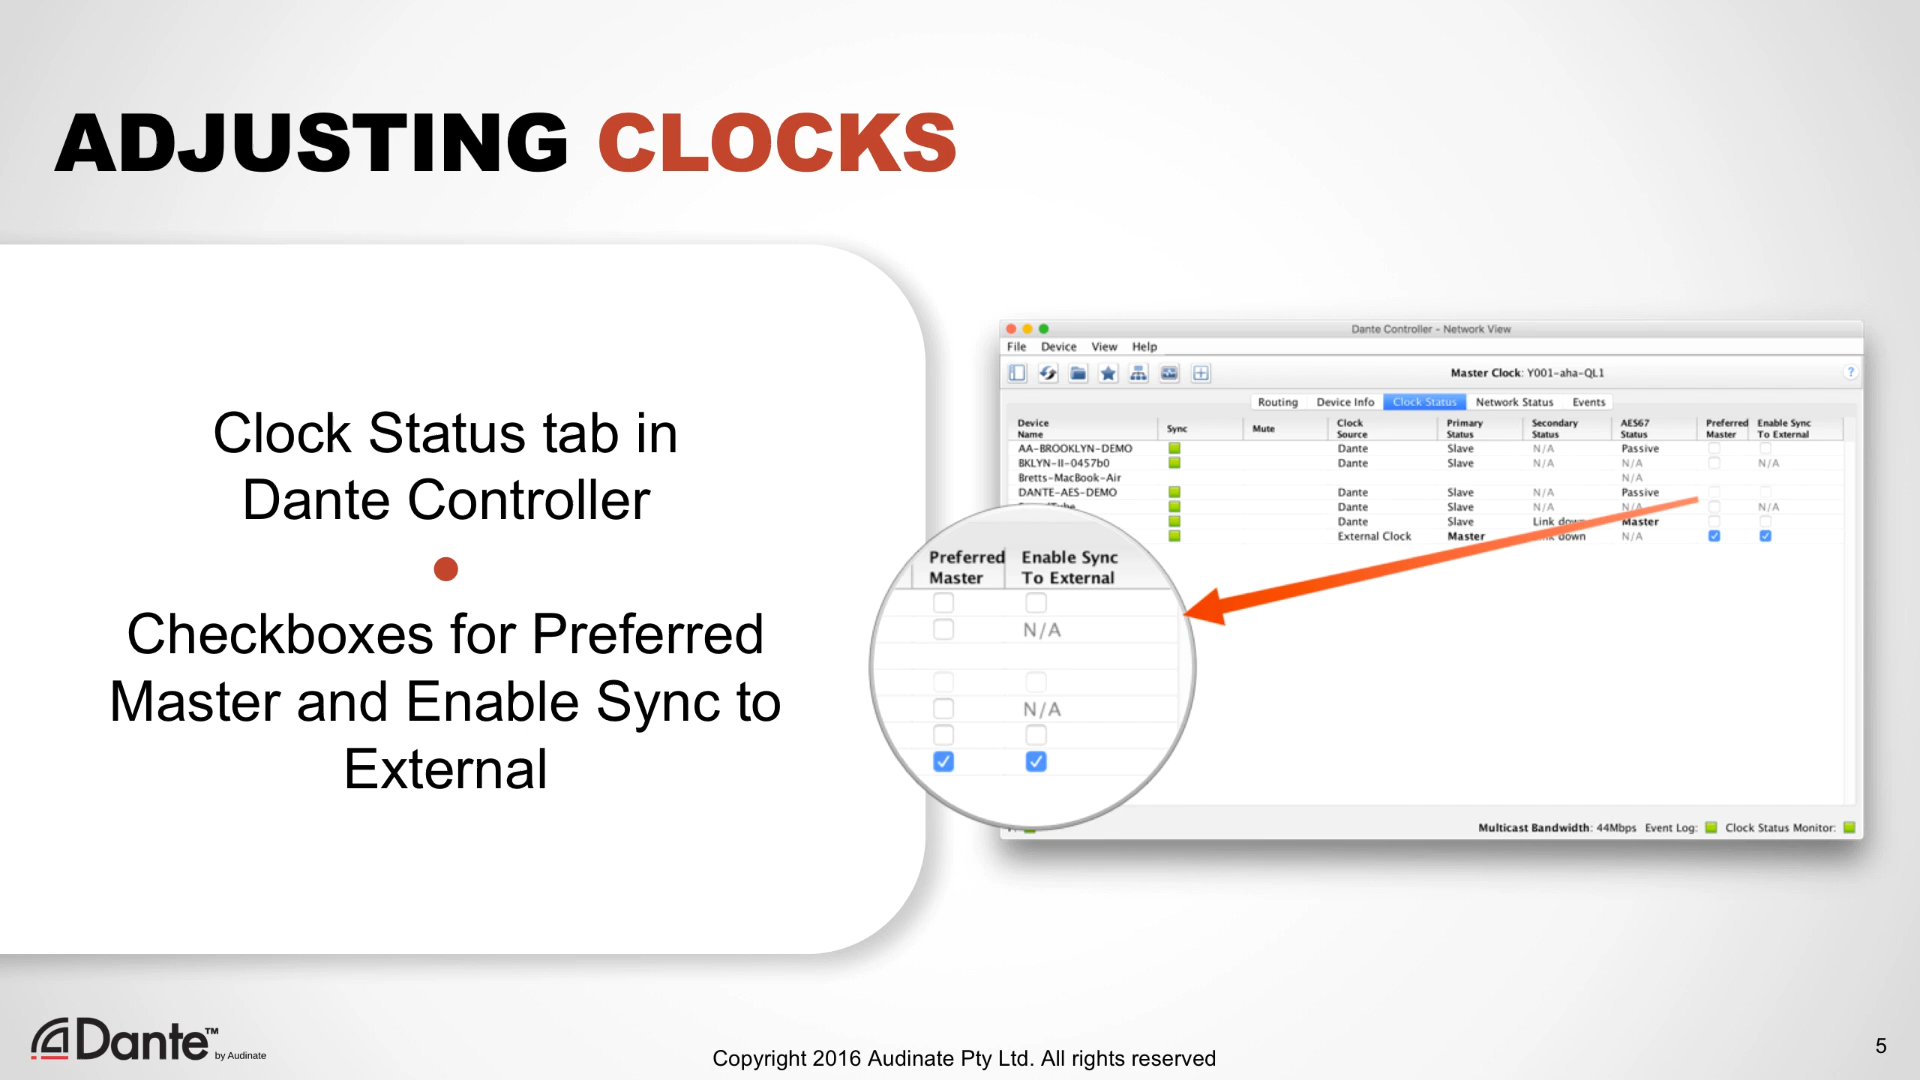 ADJUSTING CLOCKS
Clock Status tab in
Dante Controller
Checkboxes for Preferred
Master and Enable Sync to
External
Dante Controller - Network View
File Device View Help
Master Clock: Y001-aha-QL1
?
Routing Device Info Clock Status Network Status Events
Device Name Sync Mute Clock Source Primary Status Secondary Status AES67 Status Preferred Master Enable Sync To External
AA-BROOKLYN-DEMO Dante Slave N/A Passive
BKLYN-II-0457b0 Dante Slave N/A N/A N/A
Bretts-MacBook-Air N/A
DANTE-AES-DEMO Dante Slave N/A Passive
Dante Slave N/A N/A N/A
Dante Slave Link Master
External Clock Master down N/A
Preferred Enable Sync
Master To External
N/A
N/A
Multicast Bandwidth: 44Mbps Event Log: Clock Status Monitor:
Dante™ by Audinate
Copyright 2016 Audinate Pty Ltd. All rights reserved
5